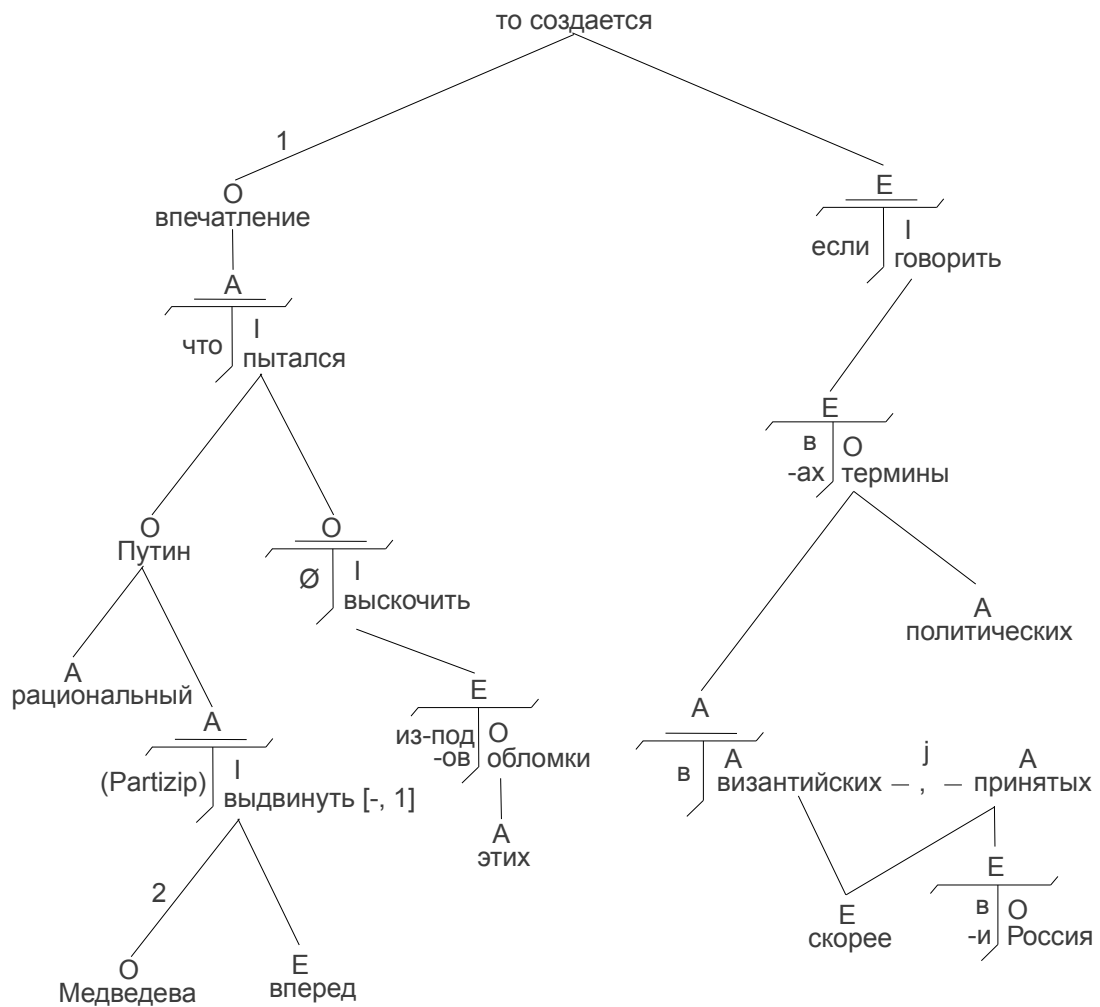 то создается
1
О
впечатление
Е
если
I
говорить
А
что
I
пытался
Е
в
-ах
О
термины
О
Путин
О
Ø
I
выскочить
А
политических
А
рациональный
А
(Partizip)
I
выдвинуть [-, 1]
Е
из-под
-ов
О
обломки
А
в
А
византийских – , – принятых
j
А
А
этих
2
О
Медведева
Е
вперед
Е
скорее
Е
в
-и
О
Россия